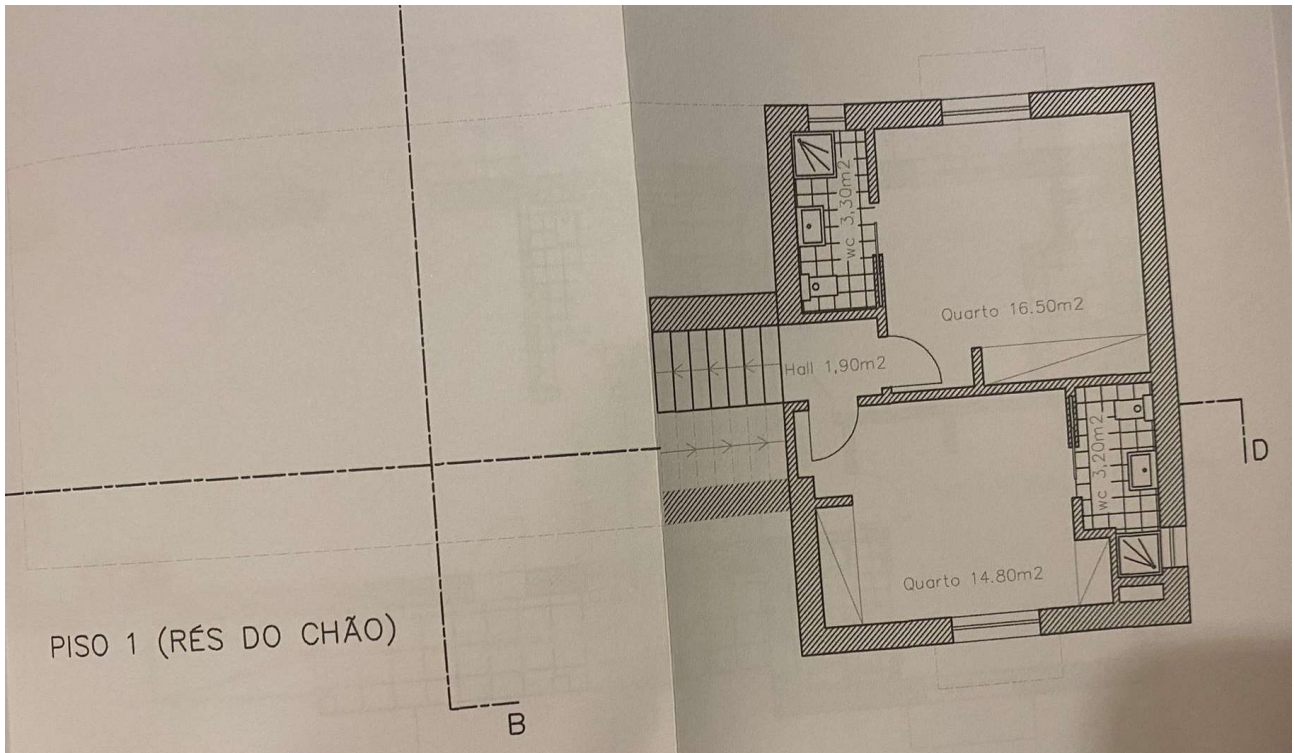 wc 3,30m2
Quarto 16.50m2
Hall 1,90m2
wc 3,20m2
D
Quarto 14.80m2
PISO 1 (RÉS DO CHÃO)
B